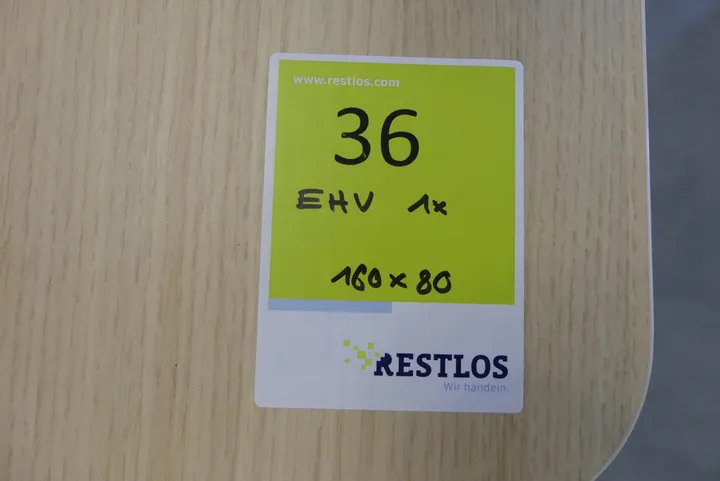 www.restlos.com
36
EHV 1x
160 x 80
RESTLOS
Wir handeln.